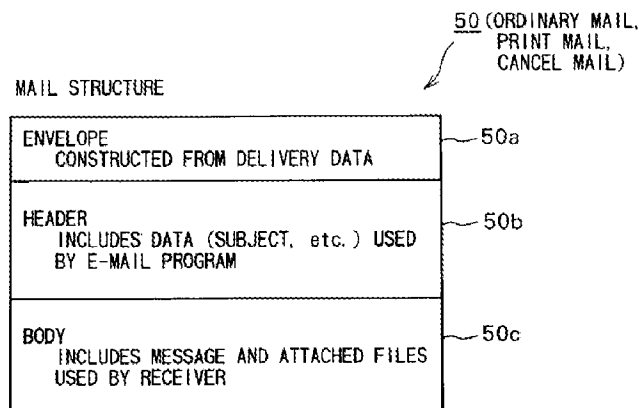 50 (ORDINARY MAIL,
PRINT MAIL,
CANCEL MAIL)
MAIL STRUCTURE
ENVELOPE
CONSTRUCTED FROM DELIVERY DATA
50a
HEADER
INCLUDES DATA (SUBJECT, etc.) USED
BY E-MAIL PROGRAM
50b
BODY
INCLUDES MESSAGE AND ATTACHED FILES
USED BY RECEIVER
50c